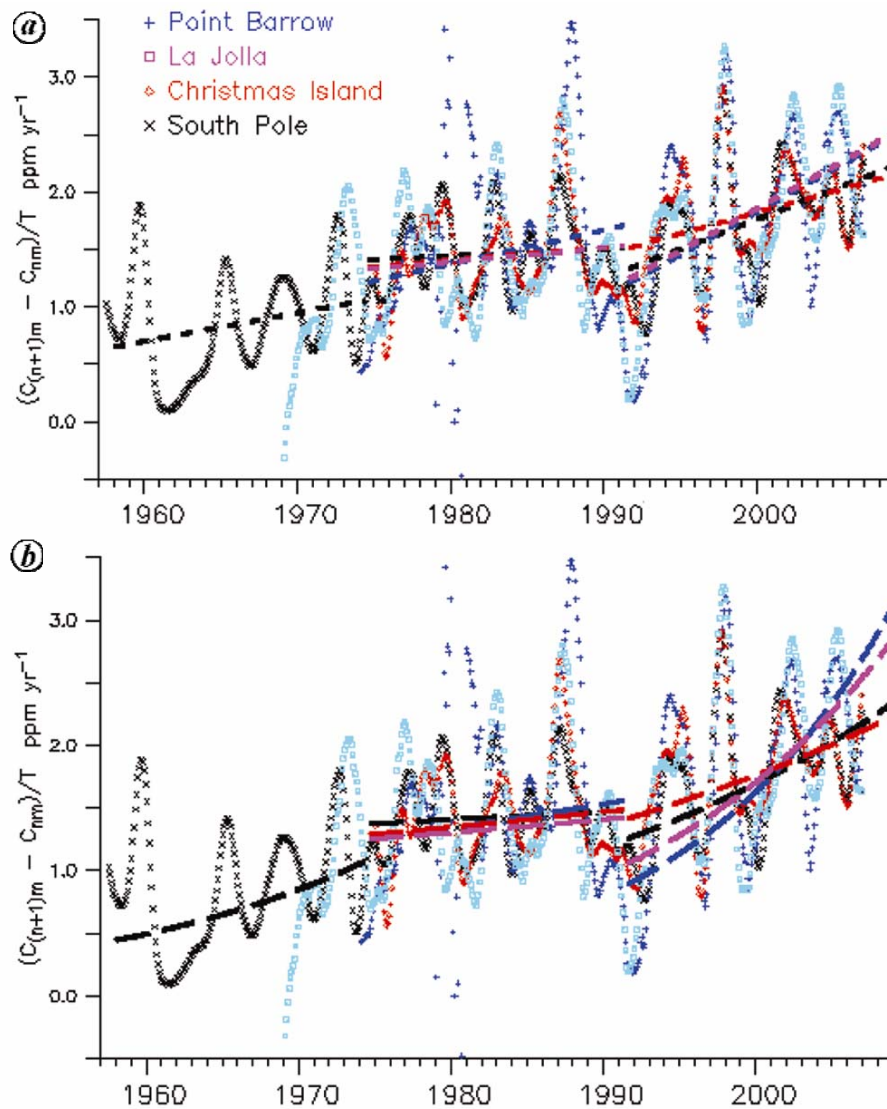 a
+ Point Barrow
□ La Jolla
◇ Christmas Island
× South Pole
3.0
2.0
1.0
0.0
(C(n+1)m − Cnm)/T ppm yr⁻¹
1960 1970 1980 1990 2000
b
3.0
2.0
1.0
0.0
(C(n+1)m − Cnm)/T ppm yr⁻¹
1960 1970 1980 1990 2000